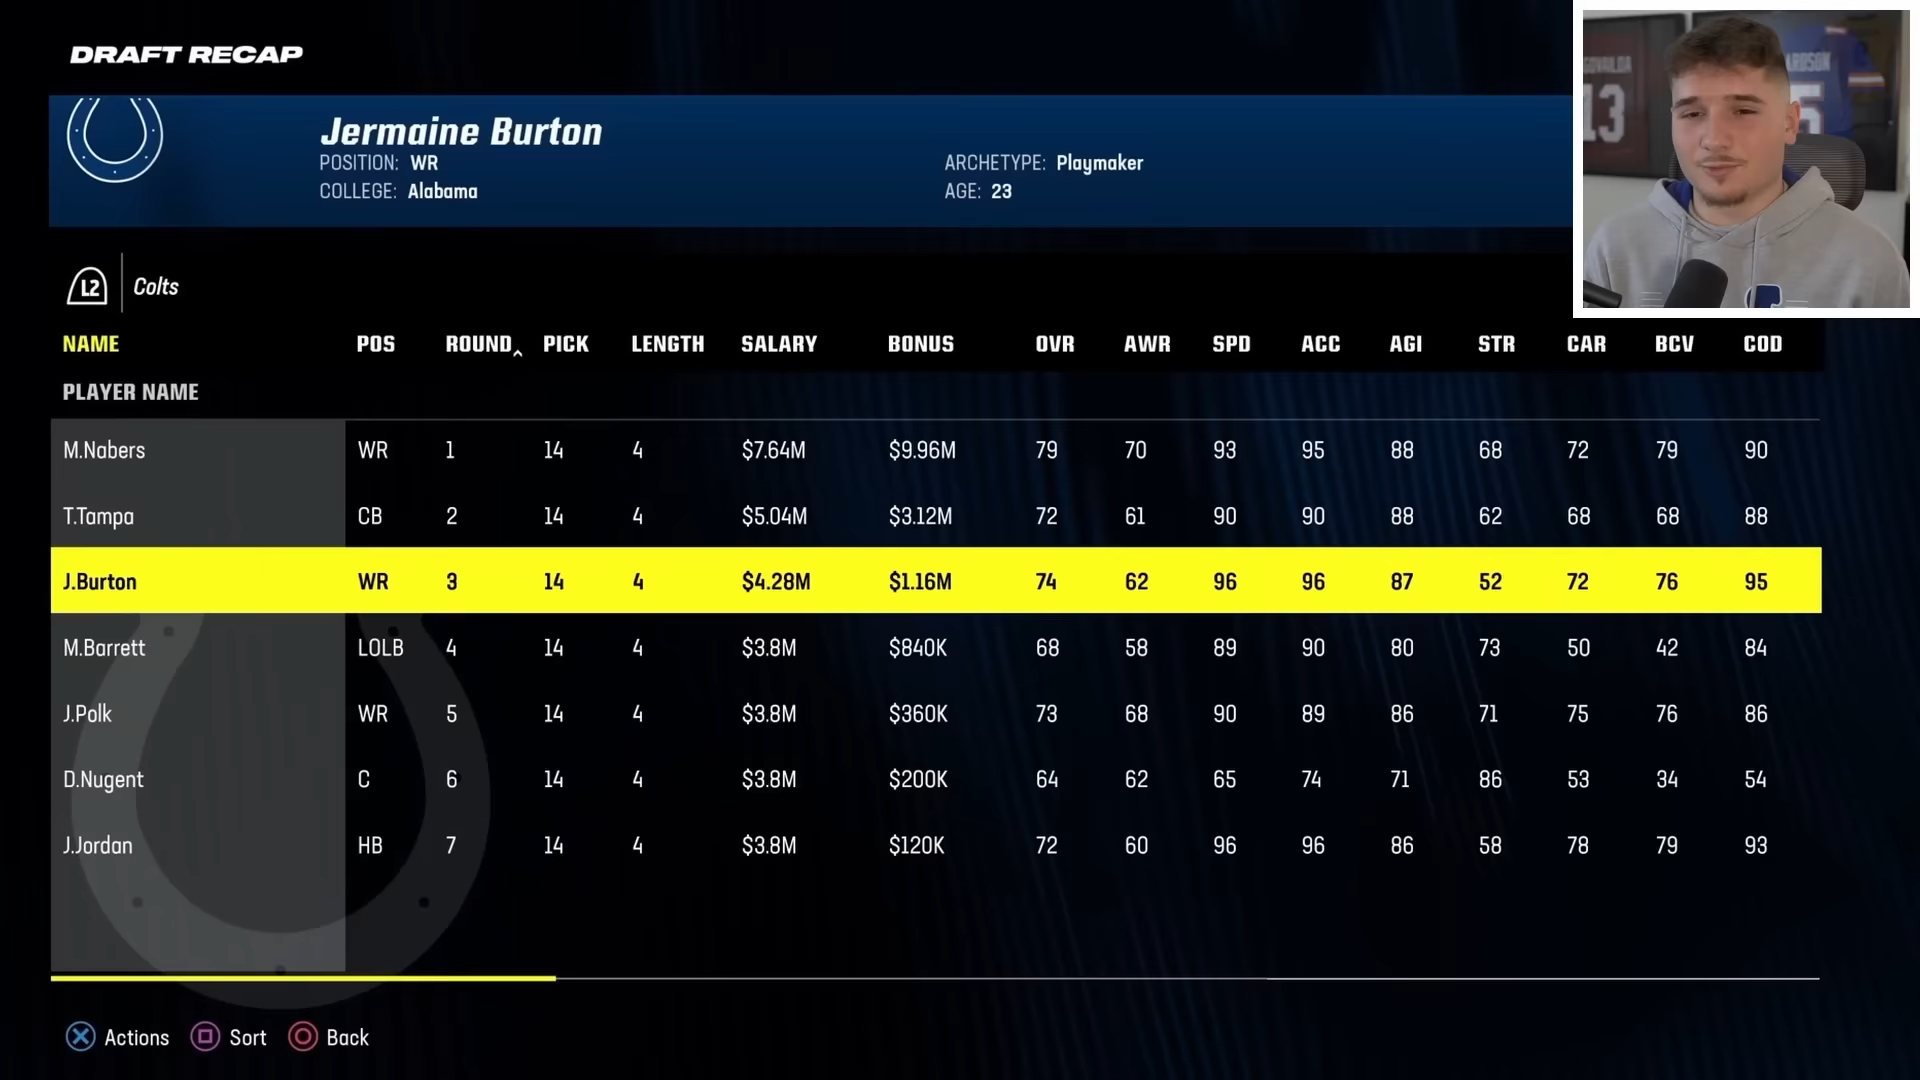 DRAFT RECAP
Jermaine Burton
POSITION: WR
COLLEGE: Alabama
ARCHETYPE: Playmaker
AGE: 23
13
L2 Colts
NAME POS ROUND PICK LENGTH SALARY BONUS OVR AWR SPD ACC AGI STR CAR BCV COD
PLAYER NAME
M.Nabers WR 1 14 4 $7.64M $9.96M 79 70 93 95 88 68 72 79 90
T.Tampa CB 2 14 4 $5.04M $3.12M 72 61 90 90 88 62 68 68 88
J.Burton WR 3 14 4 $4.28M $1.16M 74 62 96 96 87 52 72 76 95
M.Barrett LOLB 4 14 4 $3.8M $840K 68 58 89 90 80 73 50 42 84
J.Polk WR 5 14 4 $3.8M $360K 73 68 90 89 86 71 75 76 86
D.Nugent C 6 14 4 $3.8M $200K 64 62 65 74 71 86 53 34 54
J.Jordan HB 7 14 4 $3.8M $120K 72 60 96 96 86 58 78 79 93
Actions Sort Back